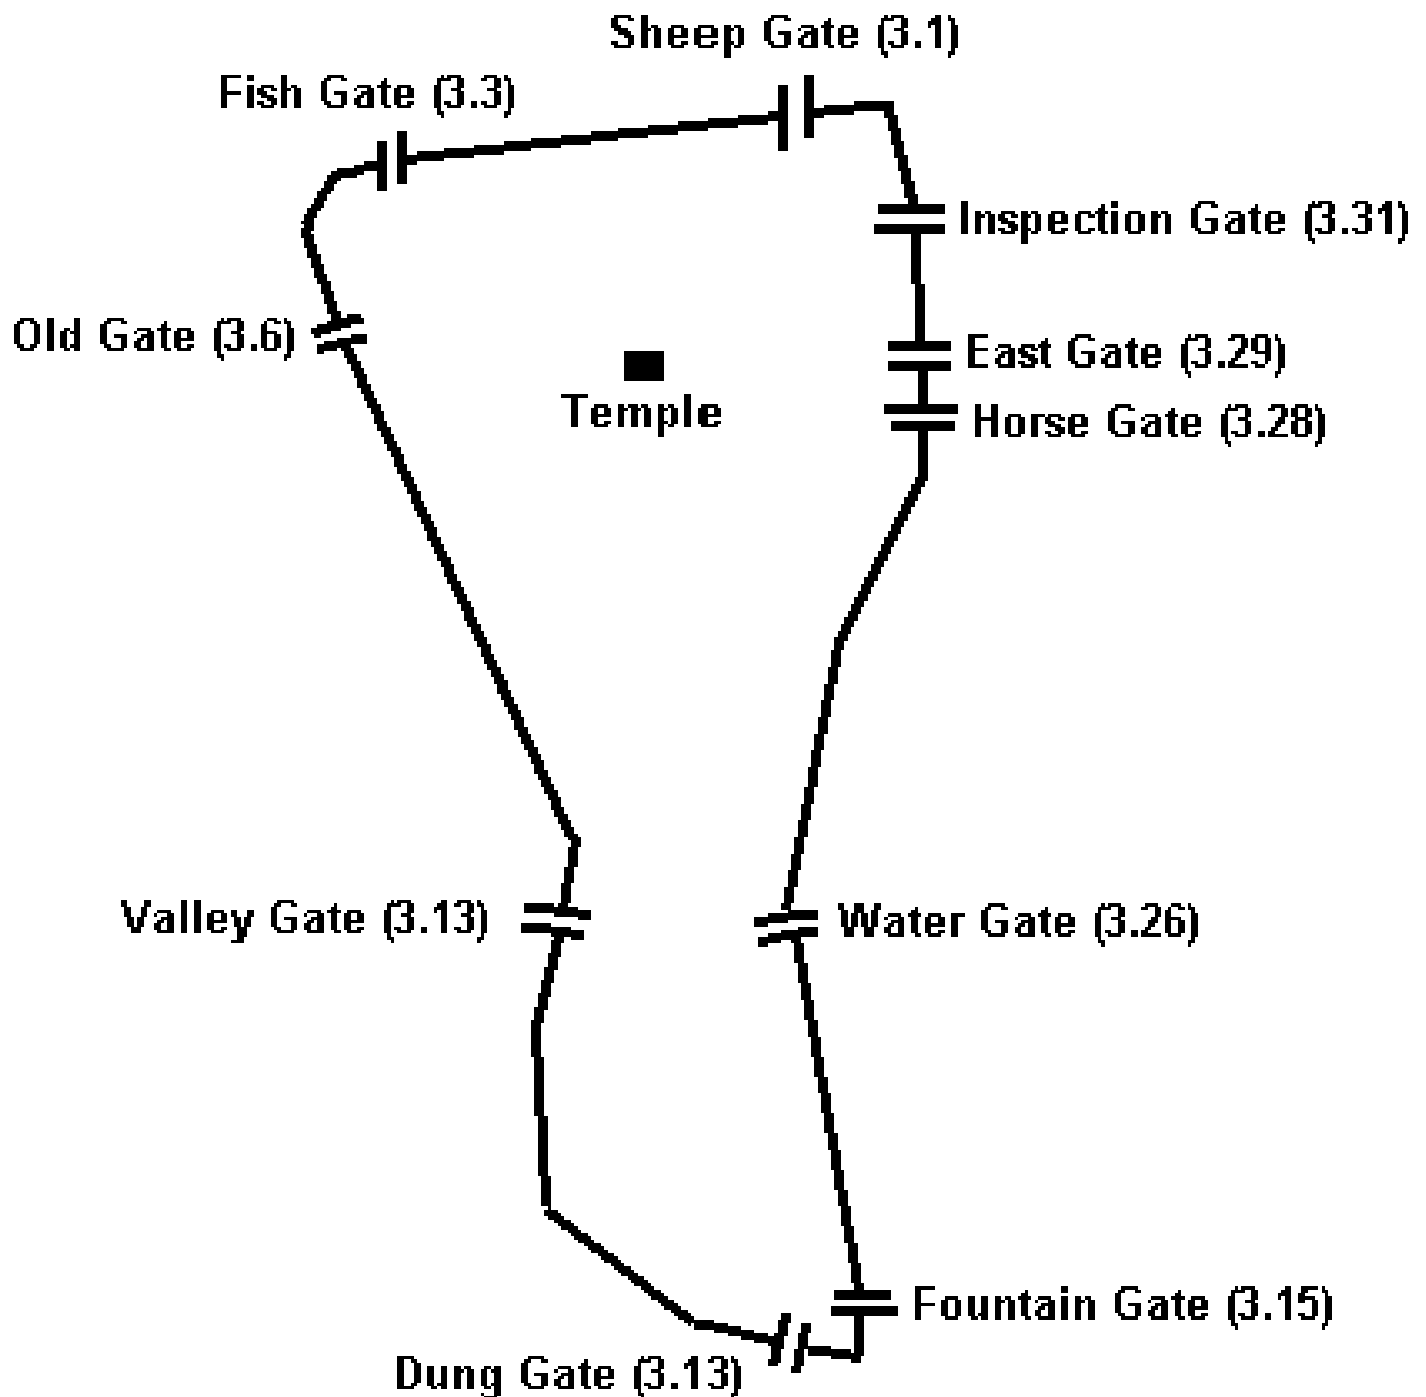 Sheep Gate (3.1)
Fish Gate (3.3)
Inspection Gate (3.31)
Old Gate (3.6)
East Gate (3.29)
Temple
Horse Gate (3.28)
Valley Gate (3.13)
Water Gate (3.26)
Fountain Gate (3.15)
Dung Gate (3.13)